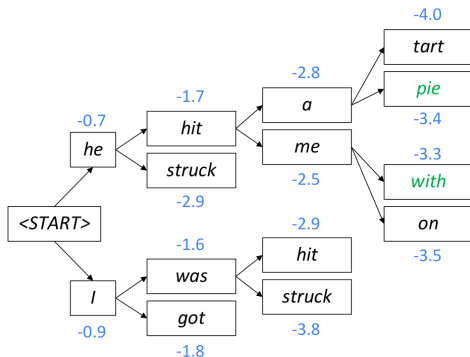 -4.0
tart
-2.8
-1.7
a
pie
-0.7
hit
-3.4
he
me
-3.3
struck
-2.5
with
-2.9
<START>
-2.9
on
-1.6
hit
-3.5
was
I
struck
got
-0.9
-3.8
-1.8